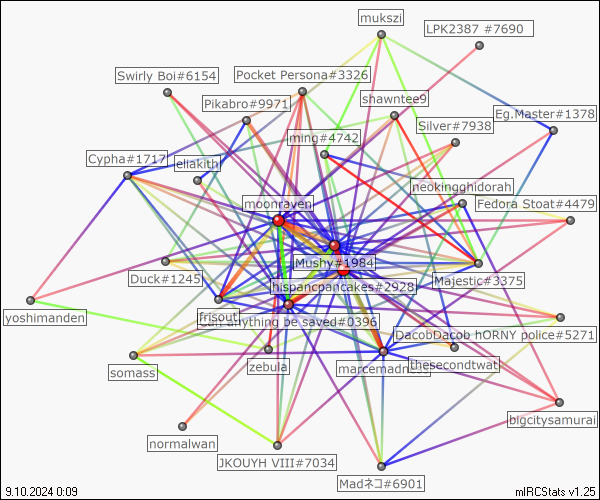 mukszi
LPK2387 #7690
Swirly Boi#6154
Pocket Persona#3326
Pikabro#9971
shawntee9
Eg.Master#1378
Silver#7938
ming#4742
Cypha#1717
eliakith
neokingghidorah
moonraven
Fedora Stoat#4479
Mushy#1984
Duck#1245
hispancpancakes#2928
Majestic#3375
yoshimanden
frisout
anything be saved#0396
DacobDacob hORNY police#5271
somass
zebula
marcemadness
thesecondtwat
bigcitysamurai
normalwan
JKOUYH VIII#7034
Madネコ#6901
9.10.2024 0:09
mIRCStats v1.25